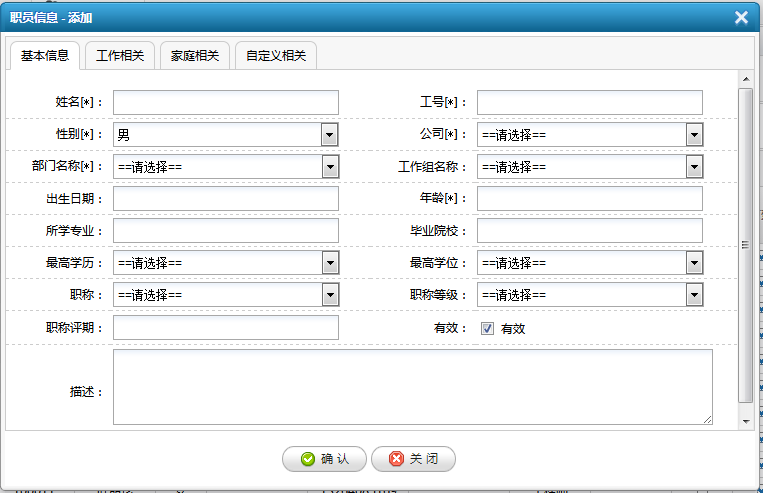 职员信息 - 添加
基本信息 工作相关 家庭相关 自定义相关
姓名[*]： 工号[*]：
性别[*]： 男 公司[*]： ==请选择==
部门名称[*]： ==请选择== 工作组名称： ==请选择==
出生日期： 年龄[*]：
所学专业： 毕业院校：
最高学历： ==请选择== 最高学位： ==请选择==
职称： ==请选择== 职称等级： ==请选择==
职称评期： 有效： 有效
描述：
确 认 关 闭